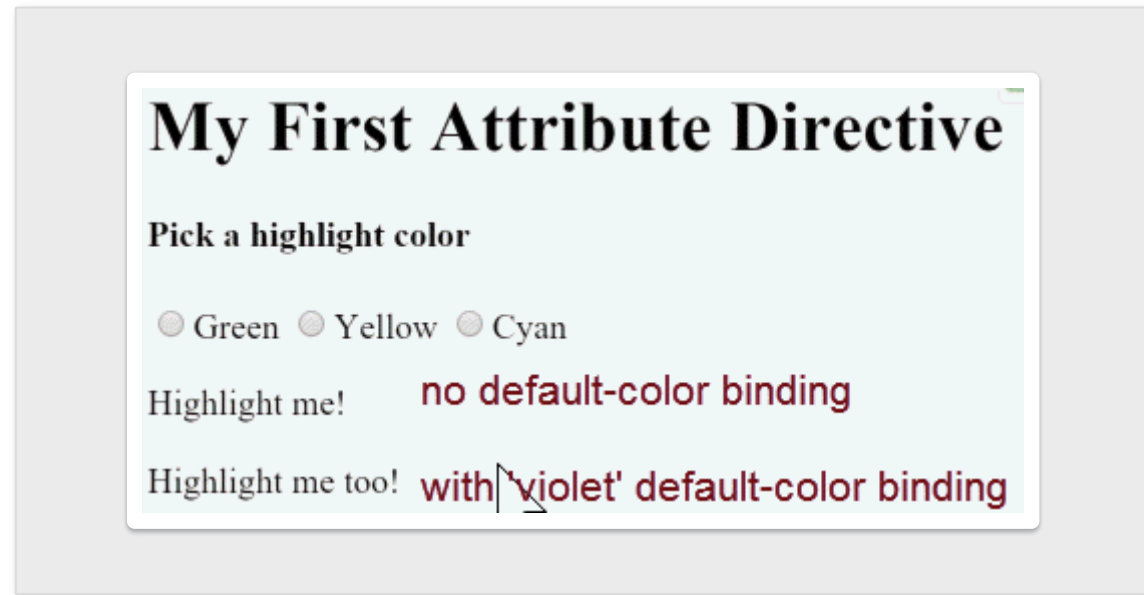 My First Attribute Directive
Pick a highlight color
Green Yellow Cyan
Highlight me! no default-color binding
Highlight me too! with 'violet' default-color binding